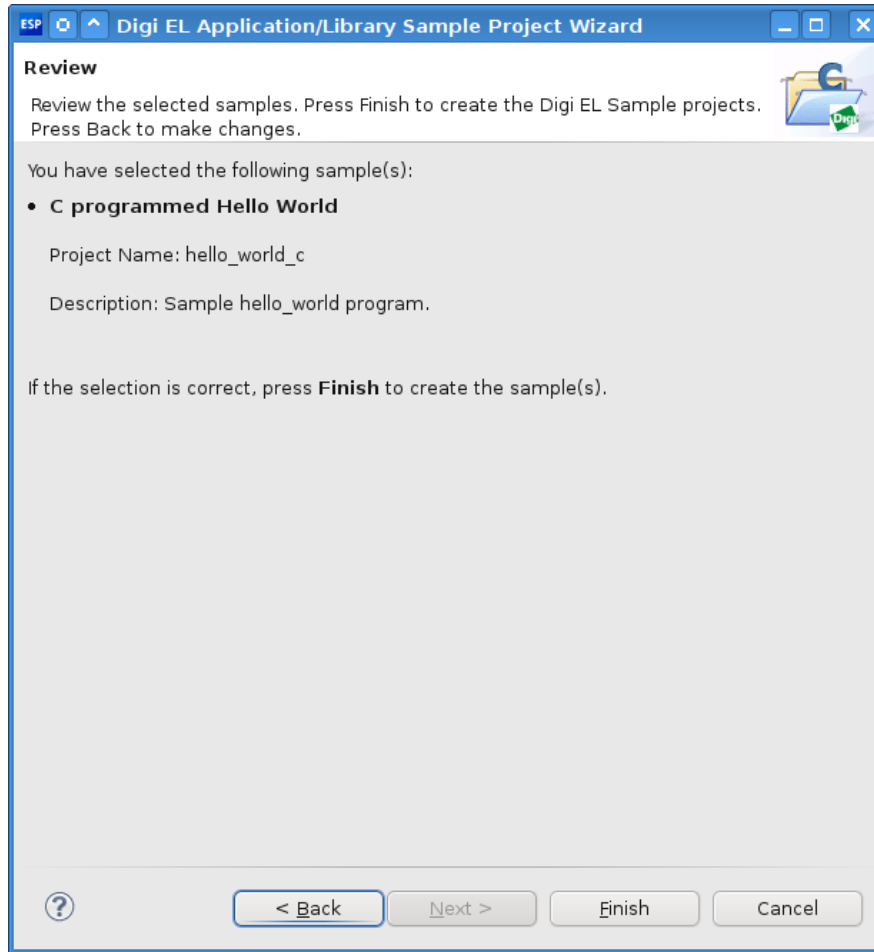 ESP Digi EL Application/Library Sample Project Wizard
Review
Review the selected samples. Press Finish to create the Digi EL Sample projects.
Press Back to make changes.
C
Digi
You have selected the following sample(s):
• C programmed Hello World
Project Name: hello_world_c
Description: Sample hello_world program.
If the selection is correct, press Finish to create the sample(s).
? < Back Next > Finish Cancel